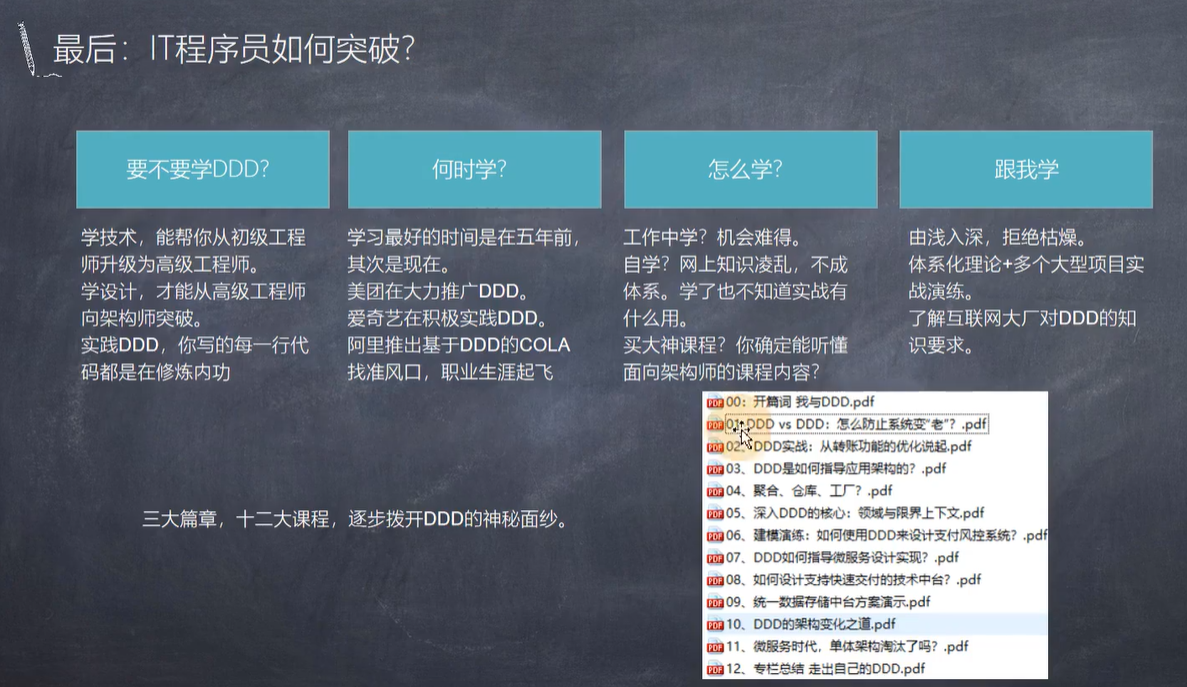 最后：IT程序员如何突破？
要不要学DDD？
学技术，能帮你从初级工程
师升级为高级工程师。
学设计，才能从高级工程师
向架构师突破。
实践DDD，你写的每一行代
码都是在修炼内功
何时学？
学习最好的时间是在五年前，
其次是现在。
美团在大力推广DDD。
爱奇艺在积极实践DDD。
阿里推出基于DDD的COLA
找准风口，职业生涯起飞
怎么学？
工作中学？机会难得。
自学？网上知识凌乱，不成
体系。学了也不知道实战有
什么用。
买大神课程？你确定能听懂
面向架构师的课程内容？
跟我学
由浅入深，拒绝枯燥。
体系化理论+多个大型项目实
战演练。
了解互联网大厂对DDD的知
识要求。
三大篇章，十二大课程，逐步拨开DDD的神秘面纱。
00：开篇词 我与DDD.pdf
01、DDD vs DDD：怎么防止系统变“老”？.pdf
02、DDD实战：从转账功能的优化说起.pdf
03、DDD是如何指导应用架构的？.pdf
04、聚合、仓库、工厂？.pdf
05、深入DDD的核心：领域与限界上下文.pdf
06、建模演练：如何使用DDD来设计支付风控系统？.pdf
07、DDD如何指导微服务设计实现？.pdf
08、如何设计支持快速交付的技术中台？.pdf
09、统一数据存储中台方案演示.pdf
10、DDD的架构变化之道.pdf
11、微服务时代，单体架构淘汰了吗？.pdf
12、专栏总结 走出自己的DDD.pdf